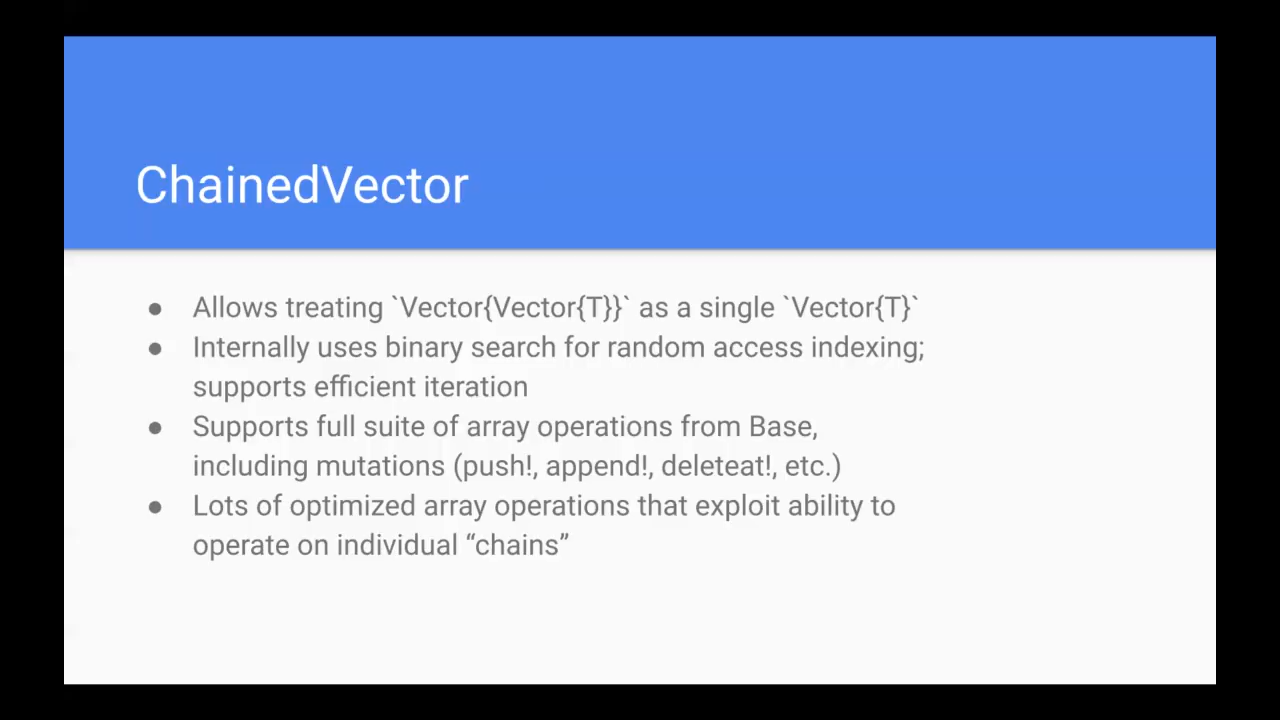 ChainedVector
● Allows treating `Vector{Vector{T}}` as a single `Vector{T}`
● Internally uses binary search for random access indexing;
supports efficient iteration
● Supports full suite of array operations from Base,
including mutations (push!, append!, deleteat!, etc.)
● Lots of optimized array operations that exploit ability to
operate on individual “chains”